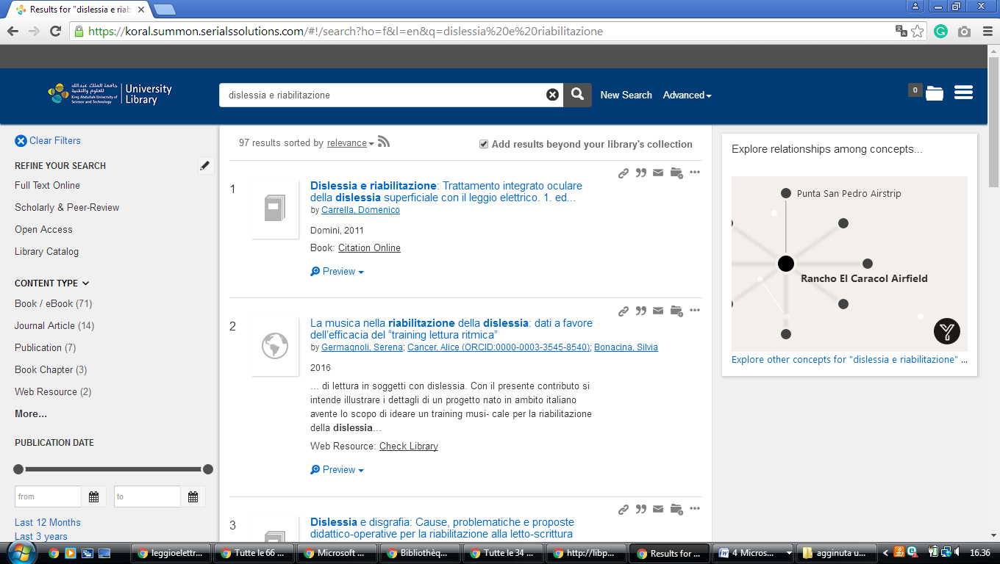 Results for "dislessia e riab
https://koral.summon.serialssolutions.com/#!/search?ho=f&l=en&q=dislessia%20e%20riabilitazione
جامعة الملك عبدالله
للعلوم والتقنية
King Abdullah University of
Science and Technology
University
Library
dislessia e riabilitazione
New Search
Advanced
0
Clear Filters
REFINE YOUR SEARCH
Full Text Online
Scholarly & Peer-Review
Open Access
Library Catalog
CONTENT TYPE
Book / eBook (71)
Journal Article (14)
Publication (7)
Book Chapter (3)
Web Resource (2)
More...
PUBLICATION DATE
from
to
Last 12 Months
Last 3 years
97 results sorted by relevance
Add results beyond your library's collection
1
Dislessia e riabilitazione: Trattamento integrato oculare
della dislessia superficiale con il leggio elettrico. 1. ed...
by Carrella, Domenico
Domini, 2011
Book: Citation Online
Preview
2
La musica nella riabilitazione della dislessia: dati a favore
dell'efficacia del “training lettura ritmica”
by Germagnoli, Serena; Cancer, Alice (ORCID:0000-0003-3545-8540); Bonacina, Silvia
2016
... di lettura in soggetti con dislessia. Con il presente contributo si
intende illustrare i dettagli di un progetto nato in ambito italiano
avente lo scopo di ideare un training musi- cale per la riabilitazione
della dislessia...
Web Resource: Check Library
Preview
3
Dislessia e disgrafia: Cause, problematiche e proposte
didattico-operative per la riabilitazione alla letto-scrittura
Explore relationships among concepts...
Punta San Pedro Airstrip
Rancho El Caracol Airfield
Explore other concepts for "dislessia e riabilitazione" ...
leggioelettr...
Tutte le 66 ...
Microsoft ...
Bibliothèq...
Tutte le 34 ...
http://libp...
Results for ...
4 Micros...
agginuta u...
16.36